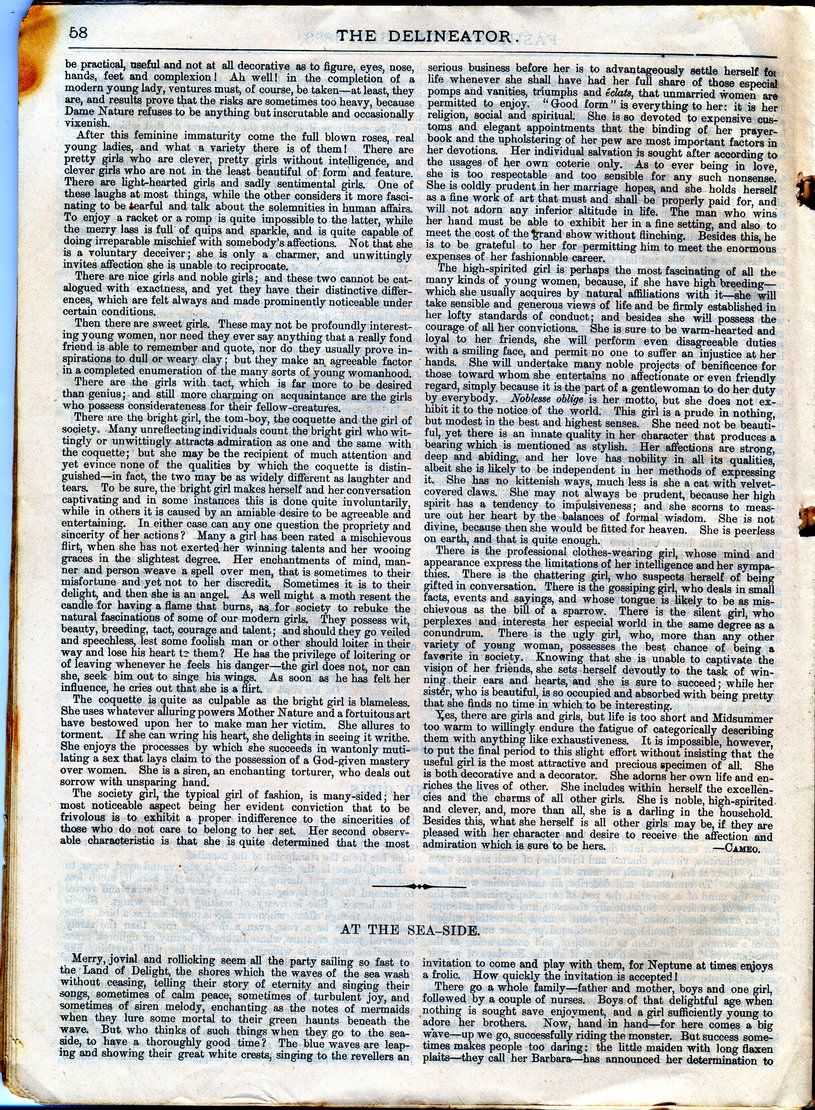 58
THE DELINEATOR.
be practical, useful and not at all decorative as to figure, eyes, nose,
hands, feet and complexion! Ah well! in the completion of a
modern young lady, ventures must, of course, be taken—at least, they
are, and results prove that the risks are sometimes too heavy, because
Dame Nature refuses to be anything but inscrutable and occasionally
vixenish.
After this feminine immaturity come the full blown roses, real
young ladies, and what a variety there is of them! There are
pretty girls who are clever, pretty girls without intelligence, and
clever girls who are not in the least beautiful of form and feature.
There are light-hearted girls and sadly sentimental girls. One of
these laughs at most things, while the other considers it more fasci-
nating to be tearful and talk about the solemnities in human affairs.
To enjoy a racket or a romp is quite impossible to the latter, while
the merry lass is full of quips and sparkle, and is quite capable of
doing irreparable mischief with somebody's affections. Not that she
is a voluntary deceiver; she is only a charmer, and unwittingly
invites affection she is unable to reciprocate.
There are nice girls and noble girls; and these two cannot be cat-
alogued with exactness, and yet they have their distinctive differ-
ences, which are felt always and made prominently noticeable under
certain conditions.
Then there are sweet girls. These may not be profoundly interest-
ing young women, nor need they ever say anything that a really fond
friend is able to remember and quote, nor do they usually prove in-
spirations to dull or weary clay; but they make an agreeable factor
in a completed enumeration of the many sorts of young womanhood.
There are the girls with tact, which is far more to be desired
than genius; and still more charming on acquaintance are the girls
who possess considerateness for their fellow-creatures.
There are the bright girl, the tom-boy, the coquette and the girl of
society. Many unreflecting individuals count the bright girl who wit-
tingly or unwittingly attracts admiration as one and the same with
the coquette; but she may be the recipient of much attention and
yet evince none of the qualities by which the coquette is distin-
guished—in fact, the two may be as widely different as laughter and
tears. To be sure, the bright girl makes herself and her conversation
captivating and in some instances this is done quite involuntarily,
while in others it is caused by an amiable desire to be agreeable and
entertaining. In either case can any one question the propriety and
sincerity of her actions? Many a girl has been rated a mischievous
flirt, when she has not exerted her winning talents and her wooing
graces in the slightest degree. Her enchantments of mind, man-
ner and person weave a spell over men, that is sometimes to their
misfortune and yet not to her discredit. Sometimes it is to their
delight, and then she is an angel. As well might a moth resent the
candle for having a flame that burns, as for society to rebuke the
natural fascinations of some of our modern girls. They possess wit,
beauty, breeding, tact, courage and talent; and should they go veiled
and speechless, lest some foolish man or other should loiter in their
way and lose his heart to them? He has the privilege of loitering or
of leaving whenever he feels his danger—the girl does not, nor can
she, seek him out to singe his wings. As soon as he has felt her
influence, he cries out that she is a flirt.
The coquette is quite as culpable as the bright girl is blameless.
She uses whatever alluring powers Mother Nature and a fortuitous art
have bestowed upon her to make man her victim. She allures to
torment. If she can wring his heart, she delights in seeing it writhe.
She enjoys the processes by which she succeeds in wantonly muti-
lating a sex that lays claim to the possession of a God-given mastery
over women. She is a siren, an enchanting torturer, who deals out
sorrow with unsparing hand.
The society girl, the typical girl of fashion, is many-sided; her
most noticeable aspect being her evident conviction that to be
frivolous is to exhibit a proper indifference to the sincerities of
those who do not care to belong to her set. Her second observ-
able characteristic is that she is quite determined that the most
serious business before her is to advantageously settle herself for
life whenever she shall have had her full share of those especial
pomps and vanities, triumphs and éclats, that unmarried women are
permitted to enjoy. "Good form" is everything to her: it is her
religion, social and spiritual. She is so devoted to expensive cus-
toms and elegant appointments that the binding of her prayer-
book and the upholstering of her pew are most important factors in
her devotions. Her individual salvation is sought after according to
the usages of her own coterie only. As to ever being in love,
she is too respectable and too sensible for any such nonsense.
She is coldly prudent in her marriage hopes, and she holds herself
as a fine work of art that must and shall be properly paid for, and
will not adorn any inferior altitude in life. The man who wins
her hand must be able to exhibit her in a fine setting, and also to
meet the cost of the grand show without flinching. Besides this, he
is to be grateful to her for permitting him to meet the enormous
expenses of her fashionable career.
The high-spirited girl is perhaps the most fascinating of all the
many kinds of young women, because, if she have high breeding—
which she usually acquires by natural affiliations with it—she will
take sensible and generous views of life and be firmly established in
her lofty standards of conduct; and besides she will possess the
courage of all her convictions. She is sure to be warm-hearted and
loyal to her friends, she will perform even disagreeable duties
with a smiling face, and permit no one to suffer an injustice at her
hands. She will undertake many noble projects of benificence for
those toward whom she entertains no affectionate or even friendly
regard, simply because it is the part of a gentlewoman to do her duty
by everybody. Noblesse oblige is her motto, but she does not ex-
hibit it to the notice of the world. This girl is a prude in nothing,
but modest in the best and highest senses. She need not be beauti-
ful, yet there is an innate quality in her character that produces a
bearing which is mentioned as stylish. Her affections are strong,
deep and abiding, and her love has nobility in all its qualities,
albeit she is likely to be independent in her methods of expressing
it. She has no kittenish ways, much less is she a cat with velvet-
covered claws. She may not always be prudent, because her high
spirit has a tendency to impulsiveness; and she scorns to meas-
ure out her heart by the balances of formal wisdom. She is not
divine, because then she would be fitted for heaven. She is peerless
on earth, and that is quite enough.
There is the professional clothes-wearing girl, whose mind and
appearance express the limitations of her intelligence and her sympa-
thies. There is the chattering girl, who suspects herself of being
gifted in conversation. There is the gossiping girl, who deals in small
facts, events and sayings, and whose tongue is likely to be as mis-
chievous as the bill of a sparrow. There is the silent girl, who
perplexes and interests her especial world in the same degree as a
conundrum. There is the ugly girl, who, more than any other
variety of young woman, possesses the best chance of being a
favorite in society. Knowing that she is unable to captivate the
vision of her friends, she sets herself devoutly to the task of win-
ning their ears and hearts, and she is sure to succeed; while her
sister, who is beautiful, is so occupied and absorbed with being pretty
that she finds no time in which to be interesting.
Yes, there are girls and girls, but life is too short and Midsummer
too warm to willingly endure the fatigue of categorically describing
them with anything like exhaustiveness. It is impossible, however,
to put the final period to this slight effort without insisting that the
useful girl is the most attractive and precious specimen of all. She
is both decorative and a decorator. She adorns her own life and en-
riches the lives of other. She includes within herself the excellen-
cies and the charms of all other girls. She is noble, high-spirited
and clever, and, more than all, she is a darling in the household.
Besides this, what she herself is all other girls may be, if they are
pleased with her character and desire to receive the affection and
admiration which is sure to be hers. —CAMEO.
AT THE SEA-SIDE.
Merry, jovial and rollicking seem all the party sailing so fast to
the Land of Delight, the shores which the waves of the sea wash
without ceasing, telling their story of eternity and singing their
songs, sometimes of calm peace, sometimes of turbulent joy, and
sometimes of siren melody, enchanting as the notes of mermaids
when they lure some mortal to their green haunts beneath the
wave. But who thinks of such things when they go to the sea-
side, to have a thoroughly good time? The blue waves are leap-
ing and showing their great white crests, singing to the revellers an
invitation to come and play with them, for Neptune at times enjoys
a frolic. How quickly the invitation is accepted!
There go a whole family—father and mother, boys and one girl,
followed by a couple of nurses. Boys of that delightful age when
nothing is sought save enjoyment, and a girl sufficiently young to
adore her brothers. Now, hand in hand—for here comes a big
wave—up we go, successfully riding the monster. But success some-
times makes people too daring: the little maiden with long flaxen
plaits—they call her Barbara—has announced her determination to